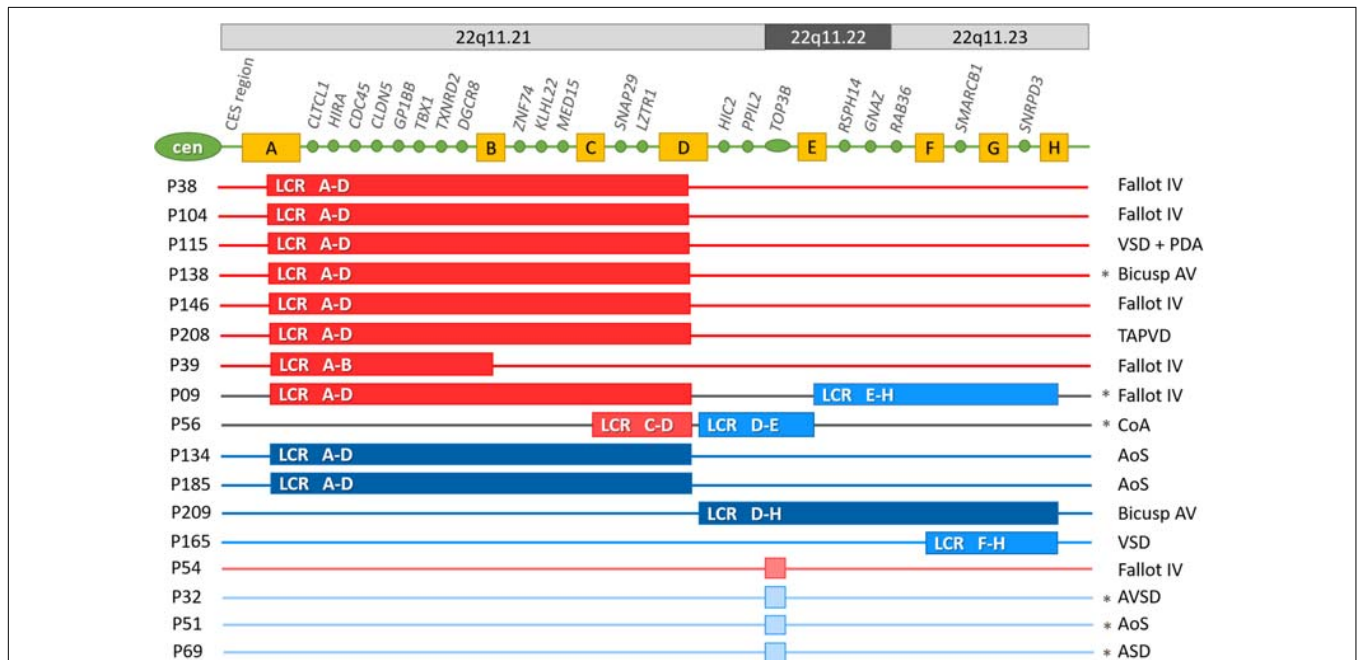 22q11.21 22q11.22 22q11.23
CES region CLTCL1 HIRA CDC45 CLDN5 GP1BB TBX1 TXNRD2 DGCR8 ZNF74 KLHL22 MED15 SNAP29 LZTR1 HIC2 PPIL2 TOP3B RSPH14 GNAZ RAB36 SMARCB1 SNRPD3
cen A B C D E F G H
P38 LCR A-D Fallot IV
P104 LCR A-D Fallot IV
P115 LCR A-D VSD + PDA
P138 LCR A-D * Bicusp AV
P146 LCR A-D Fallot IV
P208 LCR A-D TAPVD
P39 LCR A-B Fallot IV
P09 LCR A-D LCR E-H * Fallot IV
P56 LCR C-D LCR D-E * CoA
P134 LCR A-D AoS
P185 LCR A-D AoS
P209 LCR D-H Bicusp AV
P165 LCR F-H VSD
P54 Fallot IV
P32 * AVSD
P51 * AoS
P69 * ASD